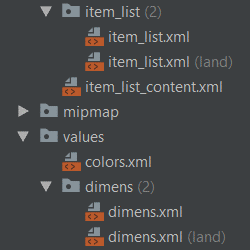 item_list (2)
item_list.xml
item_list.xml (land)
item_list_content.xml
mipmap
values
colors.xml
dimens (2)
dimens.xml
dimens.xml (land)